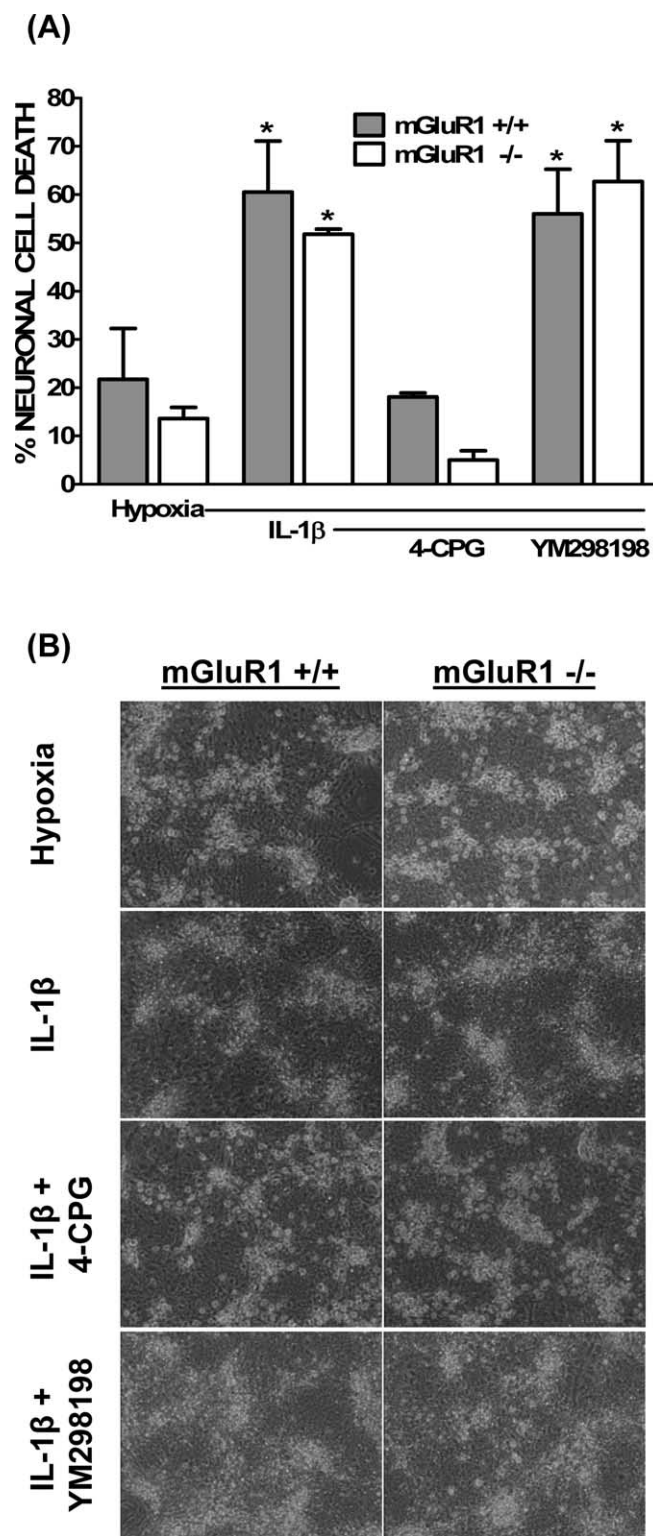 (A)
% NEURONAL CELL DEATH
80
70
60
50
40
30
20
10
0
mGluR1 +/+
mGluR1 -/-
*
*
*
*
Hypoxia
IL-1β
4-CPG
YM298198
(B)
mGluR1 +/+
mGluR1 -/-
Hypoxia
IL-1β
IL-1β +
4-CPG
IL-1β +
YM298198